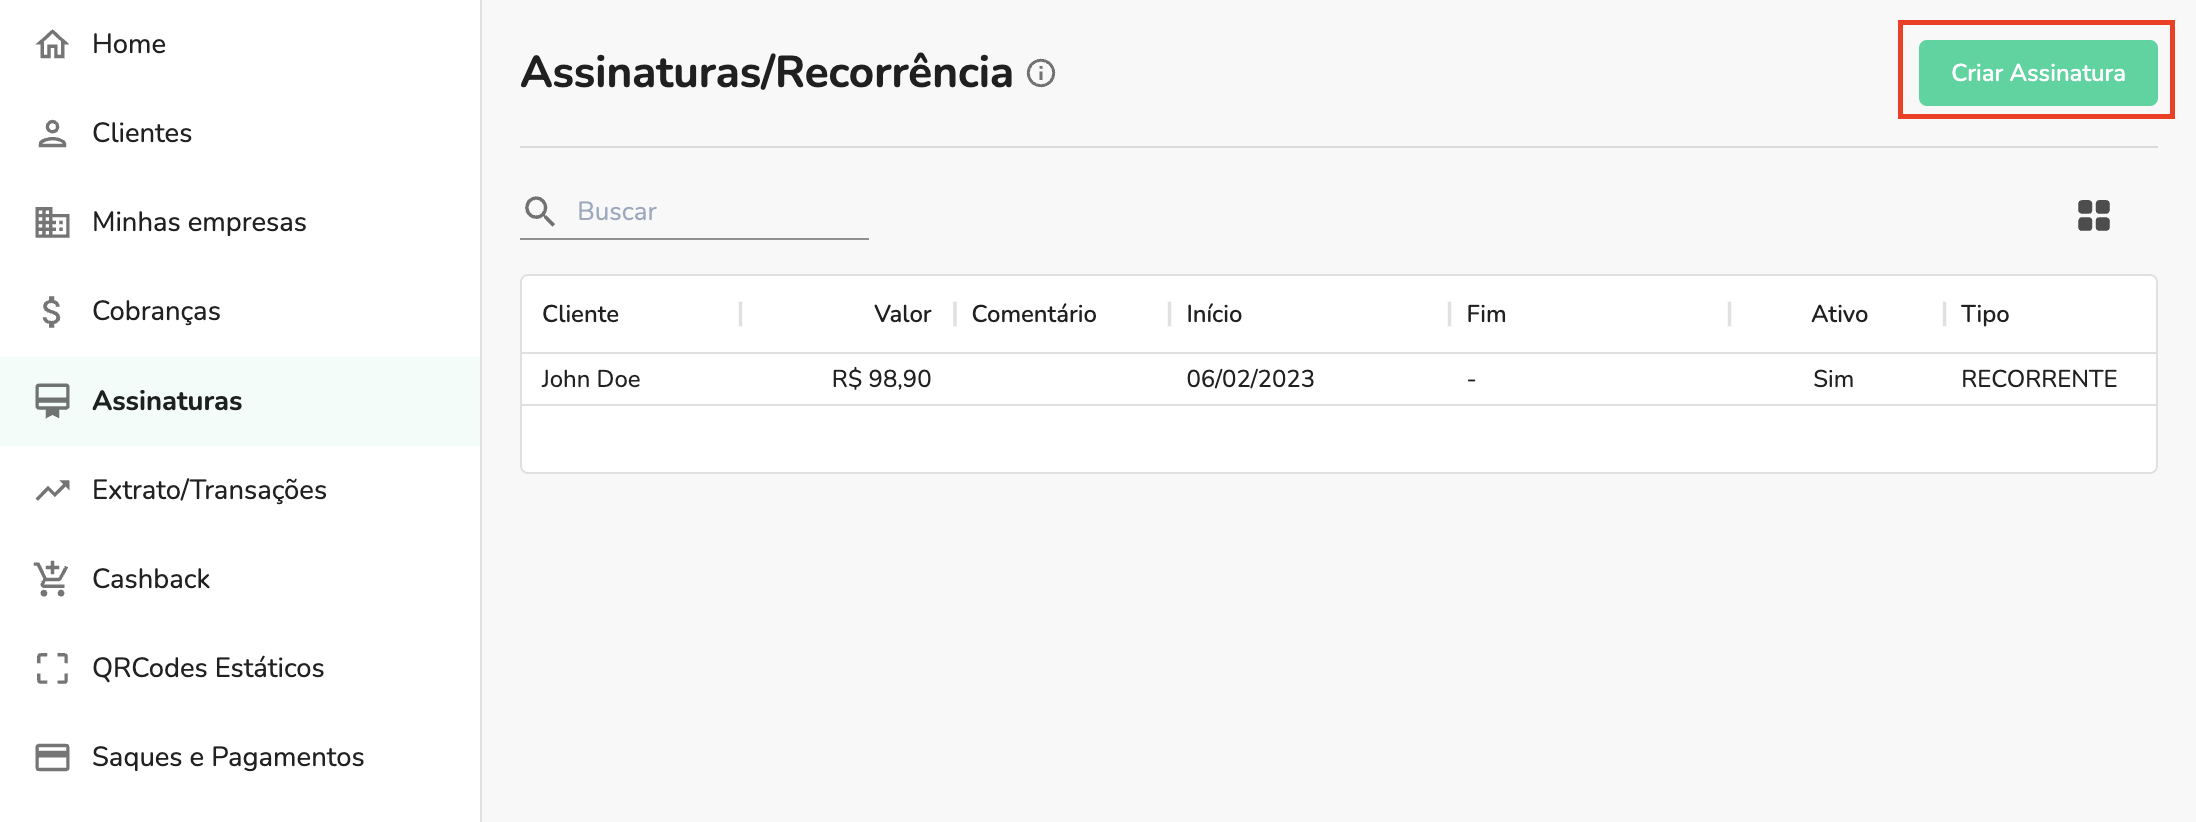 Home
Clientes
Minhas empresas
Cobranças
Assinaturas
Extrato/Transações
Cashback
QRCodes Estáticos
Saques e Pagamentos
Assinaturas/Recorrência
Criar Assinatura
Buscar
Cliente Valor Comentário Início Fim Ativo Tipo
John Doe R$ 98,90 06/02/2023 - Sim RECORRENTE